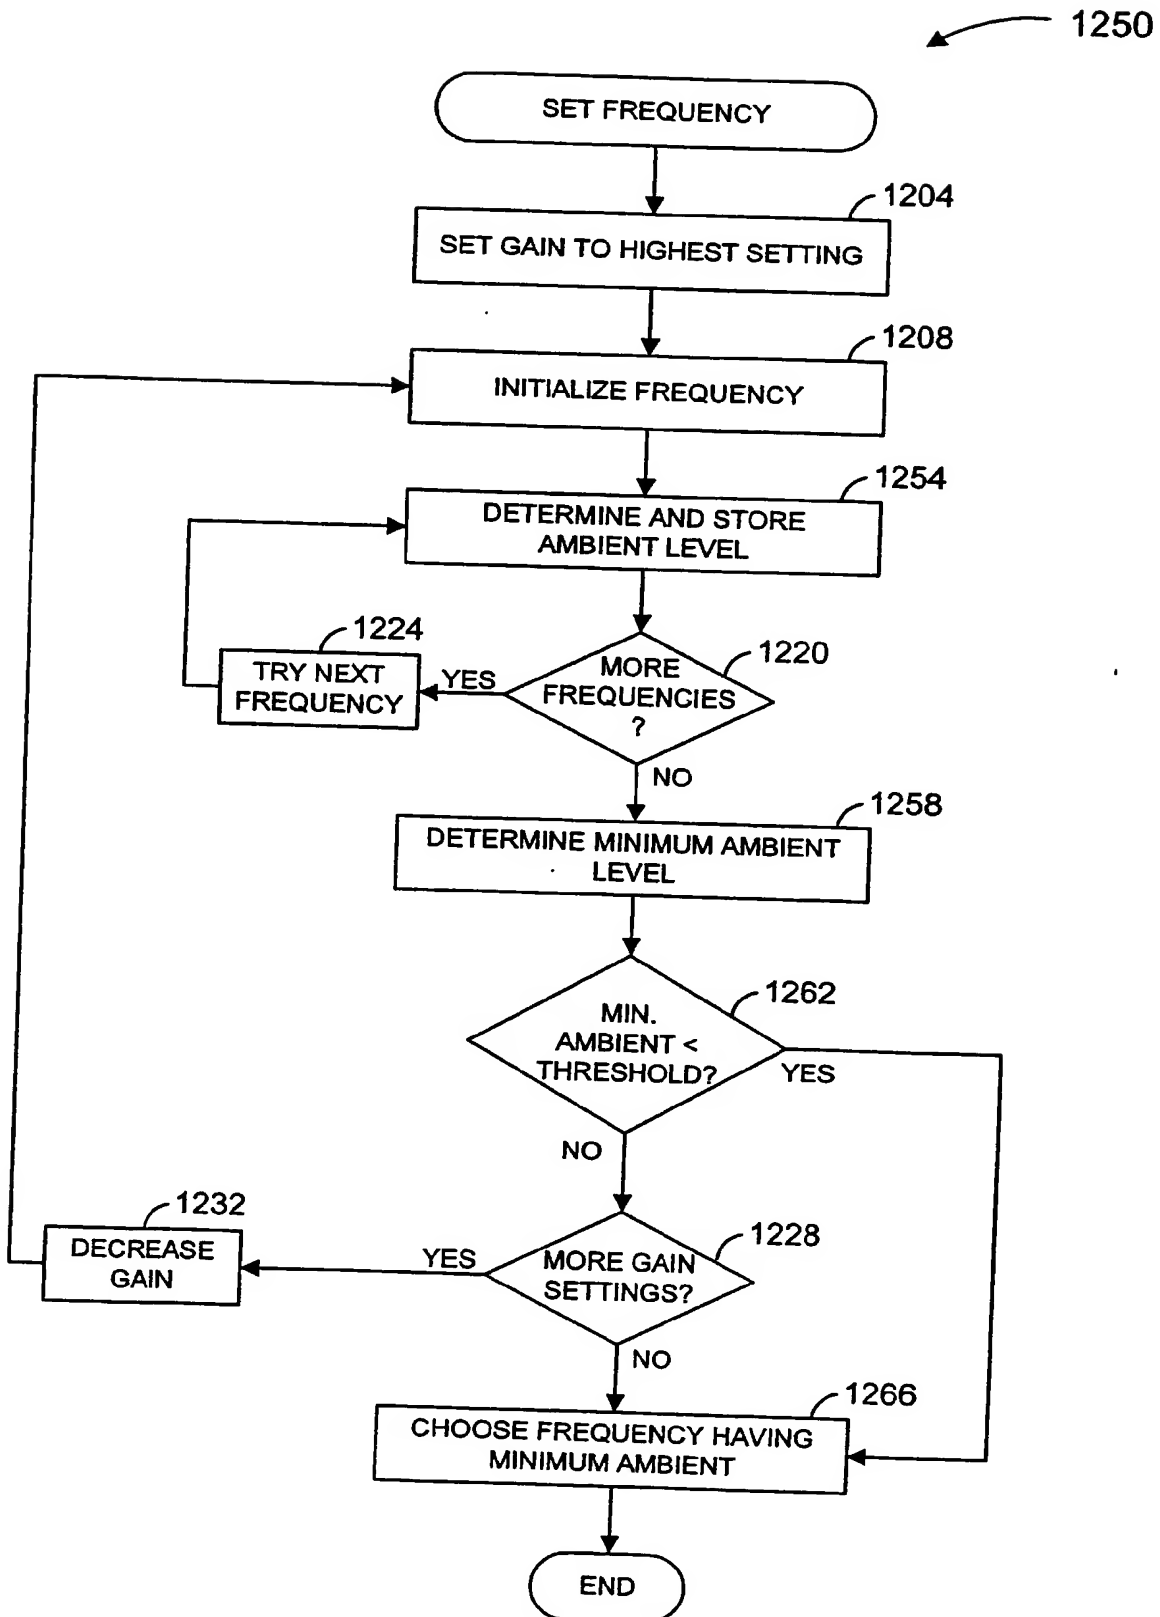 1250
SET FREQUENCY
1204
SET GAIN TO HIGHEST SETTING
1208
INITIALIZE FREQUENCY
1254
DETERMINE AND STORE
AMBIENT LEVEL
1224
TRY NEXT
FREQUENCY
YES
1220
MORE
FREQUENCIES
?
NO
1258
DETERMINE MINIMUM AMBIENT
LEVEL
1262
MIN.
AMBIENT <
THRESHOLD?
YES
NO
1232
DECREASE
GAIN
YES
1228
MORE GAIN
SETTINGS?
NO
1266
CHOOSE FREQUENCY HAVING
MINIMUM AMBIENT
END